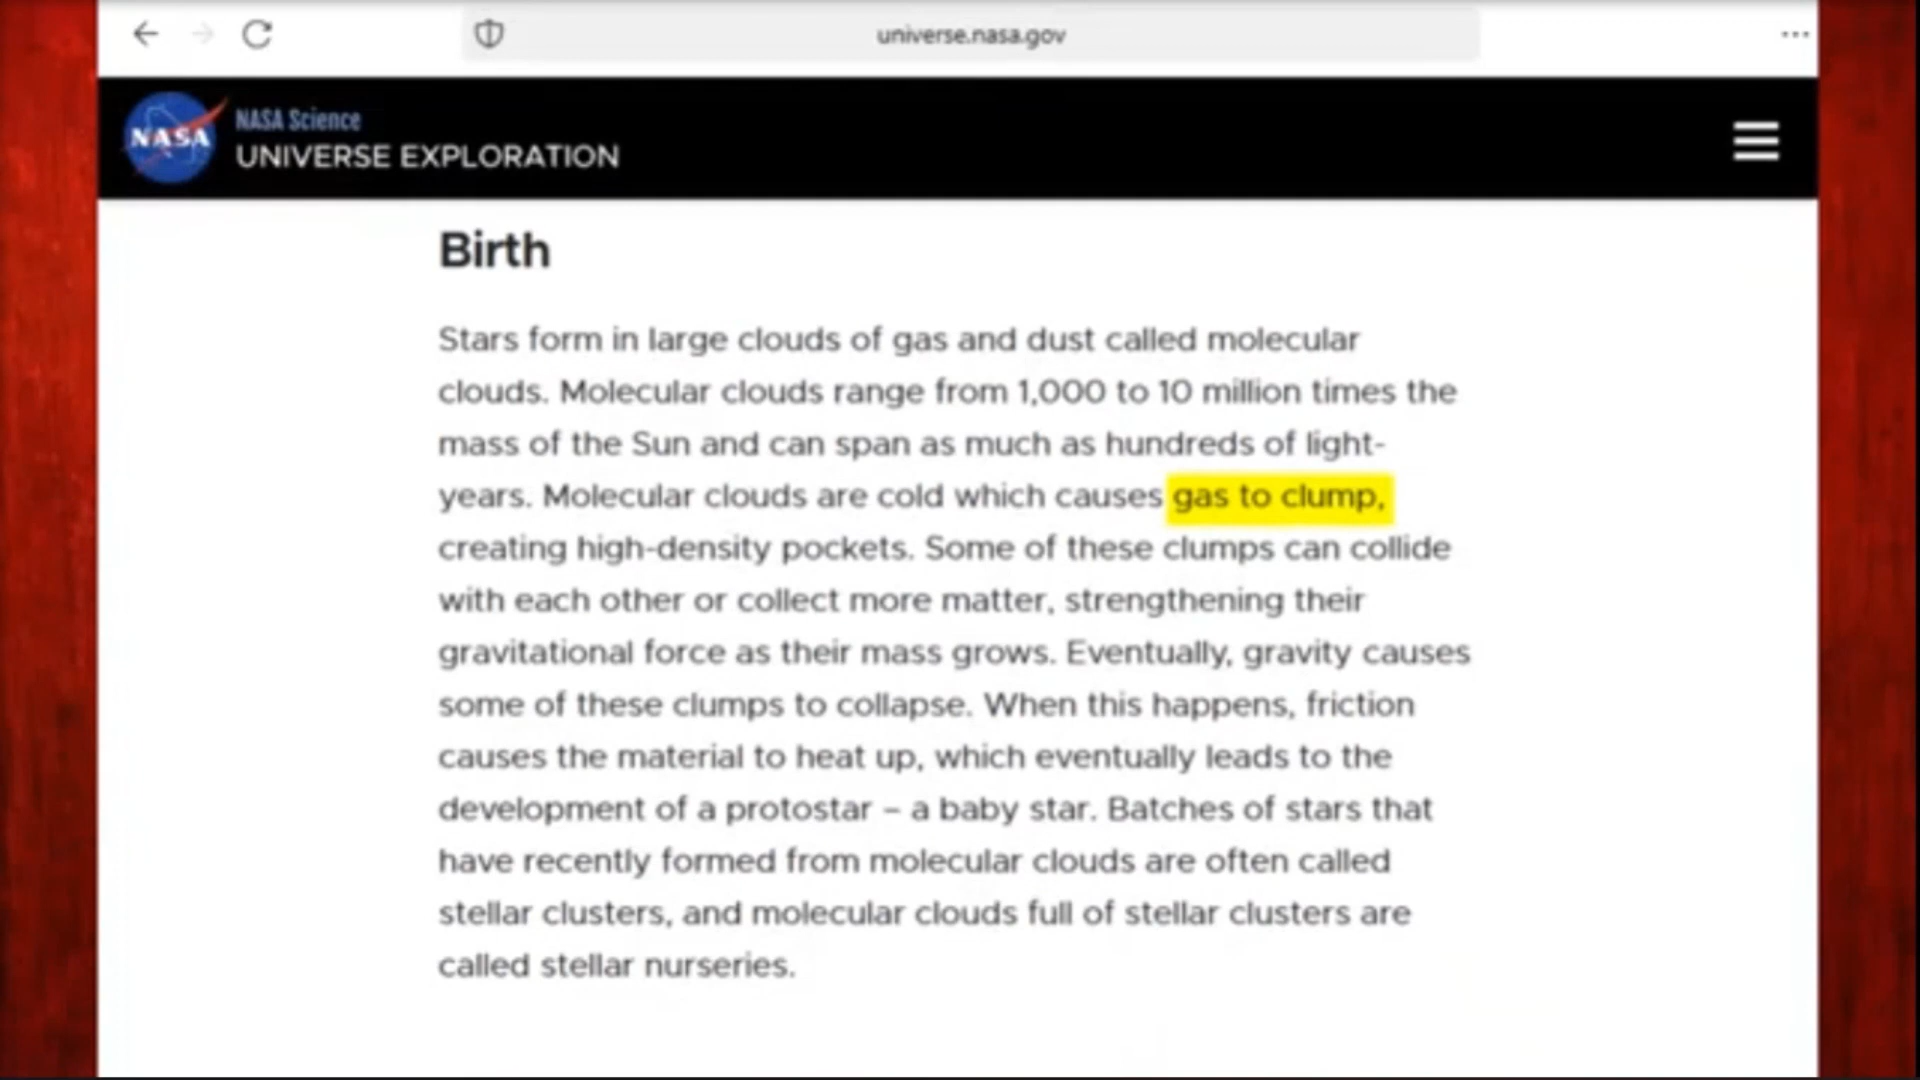 universe.nasa.gov
NASA
NASA Science
UNIVERSE EXPLORATION
Birth
Stars form in large clouds of gas and dust called molecular
clouds. Molecular clouds range from 1,000 to 10 million times the
mass of the Sun and can span as much as hundreds of light-
years. Molecular clouds are cold which causes gas to clump,
creating high-density pockets. Some of these clumps can collide
with each other or collect more matter, strengthening their
gravitational force as their mass grows. Eventually, gravity causes
some of these clumps to collapse. When this happens, friction
causes the material to heat up, which eventually leads to the
development of a protostar – a baby star. Batches of stars that
have recently formed from molecular clouds are often called
stellar clusters, and molecular clouds full of stellar clusters are
called stellar nurseries.